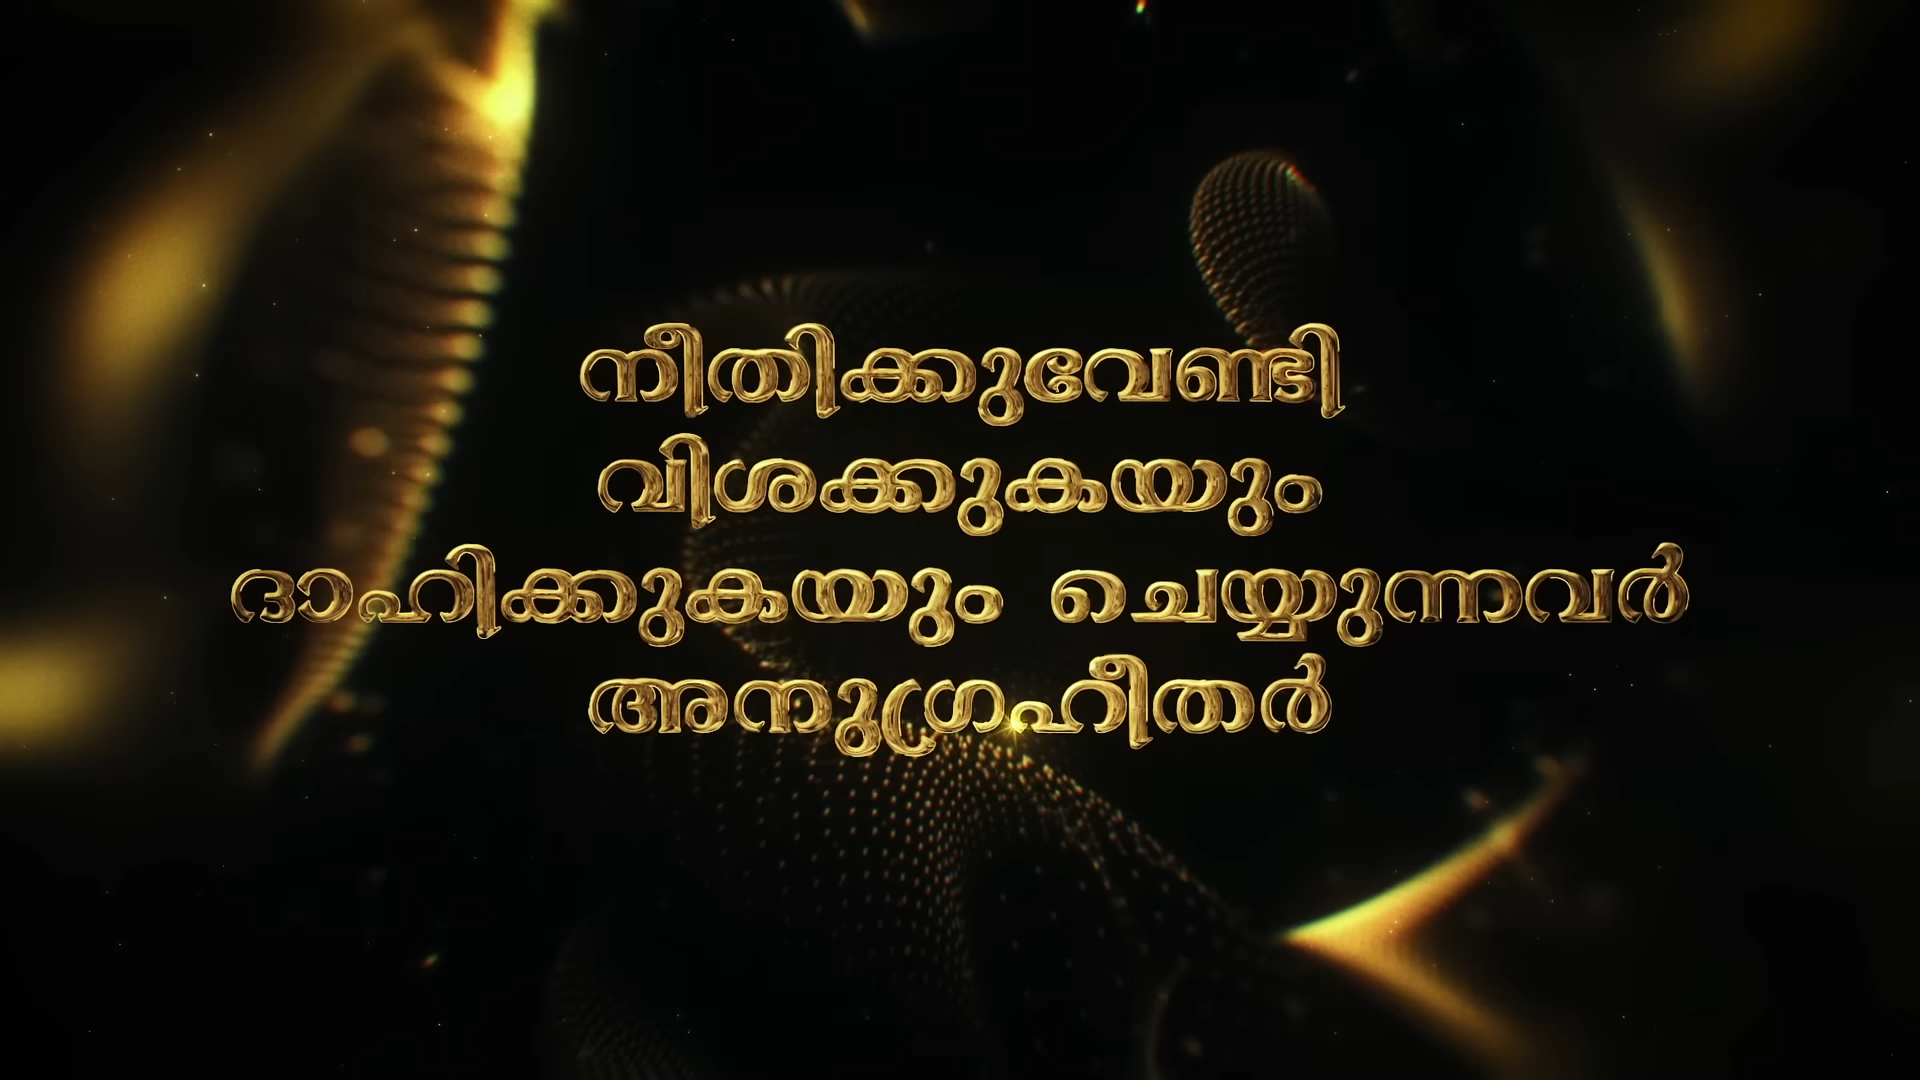 നീതിക്കുവേണ്ടി
വിശക്കുകയും
ദാഹിക്കുകയും ചെയ്യുന്നവർ
അനുഗ്രഹീതർ